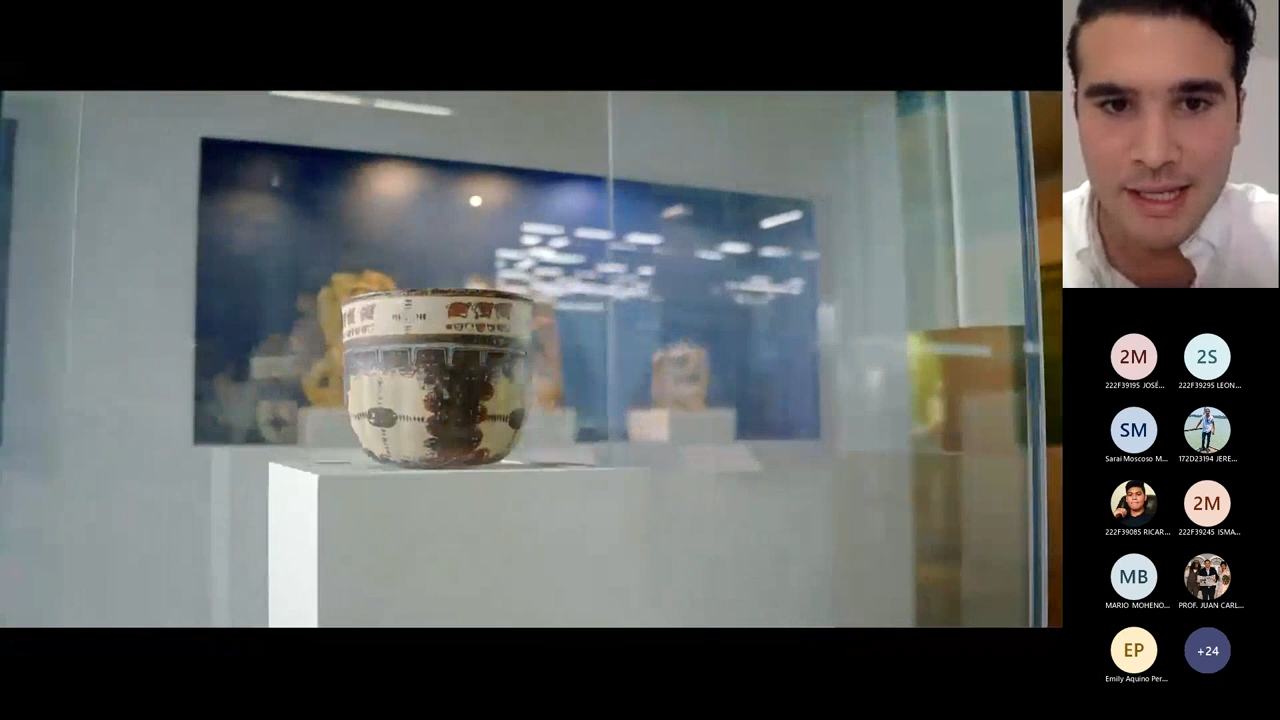 2M
2S
222F39195 JOSÉ...
222F39295 LEON...
SM
Sarai Moscoso M...
172D23194 JERE...
2M
222F39085 RICAR...
222F39245 ISMA...
MB
MARIO MOHENO...
PROF. JUAN CARL...
EP
+24
Emily Aquino Per...